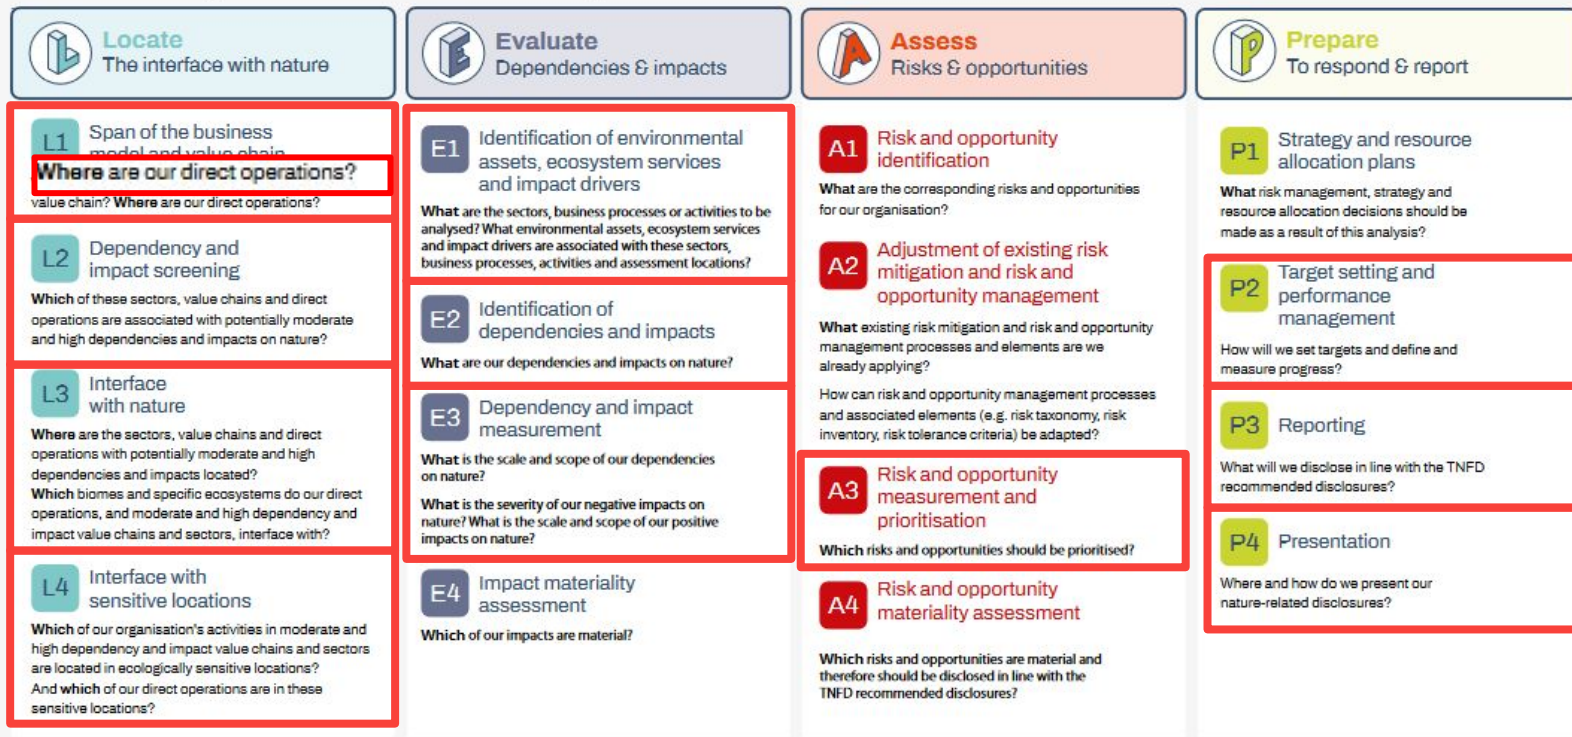 Locate
The interface with nature
L1
Span of the business
model and value chain
Where are our direct operations?
value chain? Where are our direct operations?
L2
Dependency and
impact screening
Which of these sectors, value chains and direct
operations are associated with potentially moderate
and high dependencies and impacts on nature?
L3
Interface
with nature
Where are the sectors, value chains and direct
operations with potentially moderate and high
dependencies and impacts located?
Which biomes and specific ecosystems do our direct
operations, and moderate and high dependency and
impact value chains and sectors, interface with?
L4
Interface with
sensitive locations
Which of our organisation's activities in moderate and
high dependency and impact value chains and sectors
are located in ecologically sensitive locations?
And which of our direct operations are in these
sensitive locations?
Evaluate
Dependencies & impacts
E1
Identification of environmental
assets, ecosystem services
and impact drivers
What are the sectors, business processes or activities to be
analysed? What environmental assets, ecosystem services
and impact drivers are associated with these sectors,
business processes, activities and assessment locations?
E2
Identification of
dependencies and impacts
What are our dependencies and impacts on nature?
E3
Dependency and impact
measurement
What is the scale and scope of our dependencies
on nature?
What is the severity of our negative impacts on
nature? What is the scale and scope of our positive
impacts on nature?
E4
Impact materiality
assessment
Which of our impacts are material?
Assess
Risks & opportunities
A1
Risk and opportunity
identification
What are the corresponding risks and opportunities
for our organisation?
A2
Adjustment of existing risk
mitigation and risk and
opportunity management
What existing risk mitigation and risk and opportunity
management processes and elements are we
already applying?
How can risk and opportunity management processes
and associated elements (e.g. risk taxonomy, risk
inventory, risk tolerance criteria) be adapted?
A3
Risk and opportunity
measurement and
prioritisation
Which risks and opportunities should be prioritised?
A4
Risk and opportunity
materiality assessment
Which risks and opportunities are material and
therefore should be disclosed in line with the
TNFD recommended disclosures?
Prepare
To respond & report
P1
Strategy and resource
allocation plans
What risk management, strategy and
resource allocation decisions should be
made as a result of this analysis?
P2
Target setting and
performance
management
How will we set targets and define and
measure progress?
P3
Reporting
What will we disclose in line with the TNFD
recommended disclosures?
P4
Presentation
Where and how do we present our
nature-related disclosures?